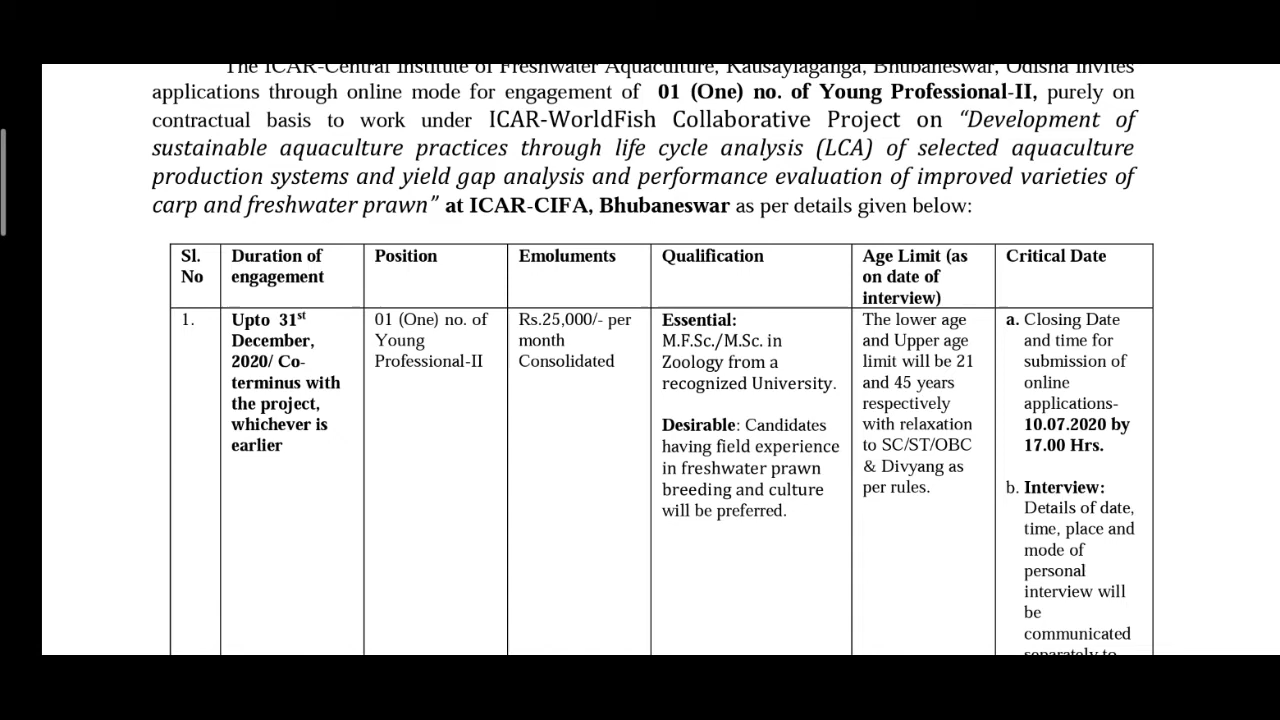 The ICAR-Central Institute of Freshwater Aquaculture, Kausaylaganga, Bhubaneswar, Odisha invites
applications through online mode for engagement of 01 (One) no. of Young Professional-II, purely on
contractual basis to work under ICAR-WorldFish Collaborative Project on “Development of
sustainable aquaculture practices through life cycle analysis (LCA) of selected aquaculture
production systems and yield gap analysis and performance evaluation of improved varieties of
carp and freshwater prawn” at ICAR-CIFA, Bhubaneswar as per details given below:
Sl.
No
Duration of
engagement
Position
Emoluments
Qualification
Age Limit (as
on date of
interview)
Critical Date
1.
Upto 31st
December,
2020/ Co-
terminus with
the project,
whichever is
earlier
01 (One) no. of
Young
Professional-II
Rs.25,000/- per
month
Consolidated
Essential:
M.F.Sc./M.Sc. in
Zoology from a
recognized University.
Desirable: Candidates
having field experience
in freshwater prawn
breeding and culture
will be preferred.
The lower age
and Upper age
limit will be 21
and 45 years
respectively
with relaxation
to SC/ST/OBC
& Divyang as
per rules.
a. Closing Date
and time for
submission of
online
applications-
10.07.2020 by
17.00 Hrs.
b. Interview:
Details of date,
time, place and
mode of
personal
interview will
be
communicated
separately to